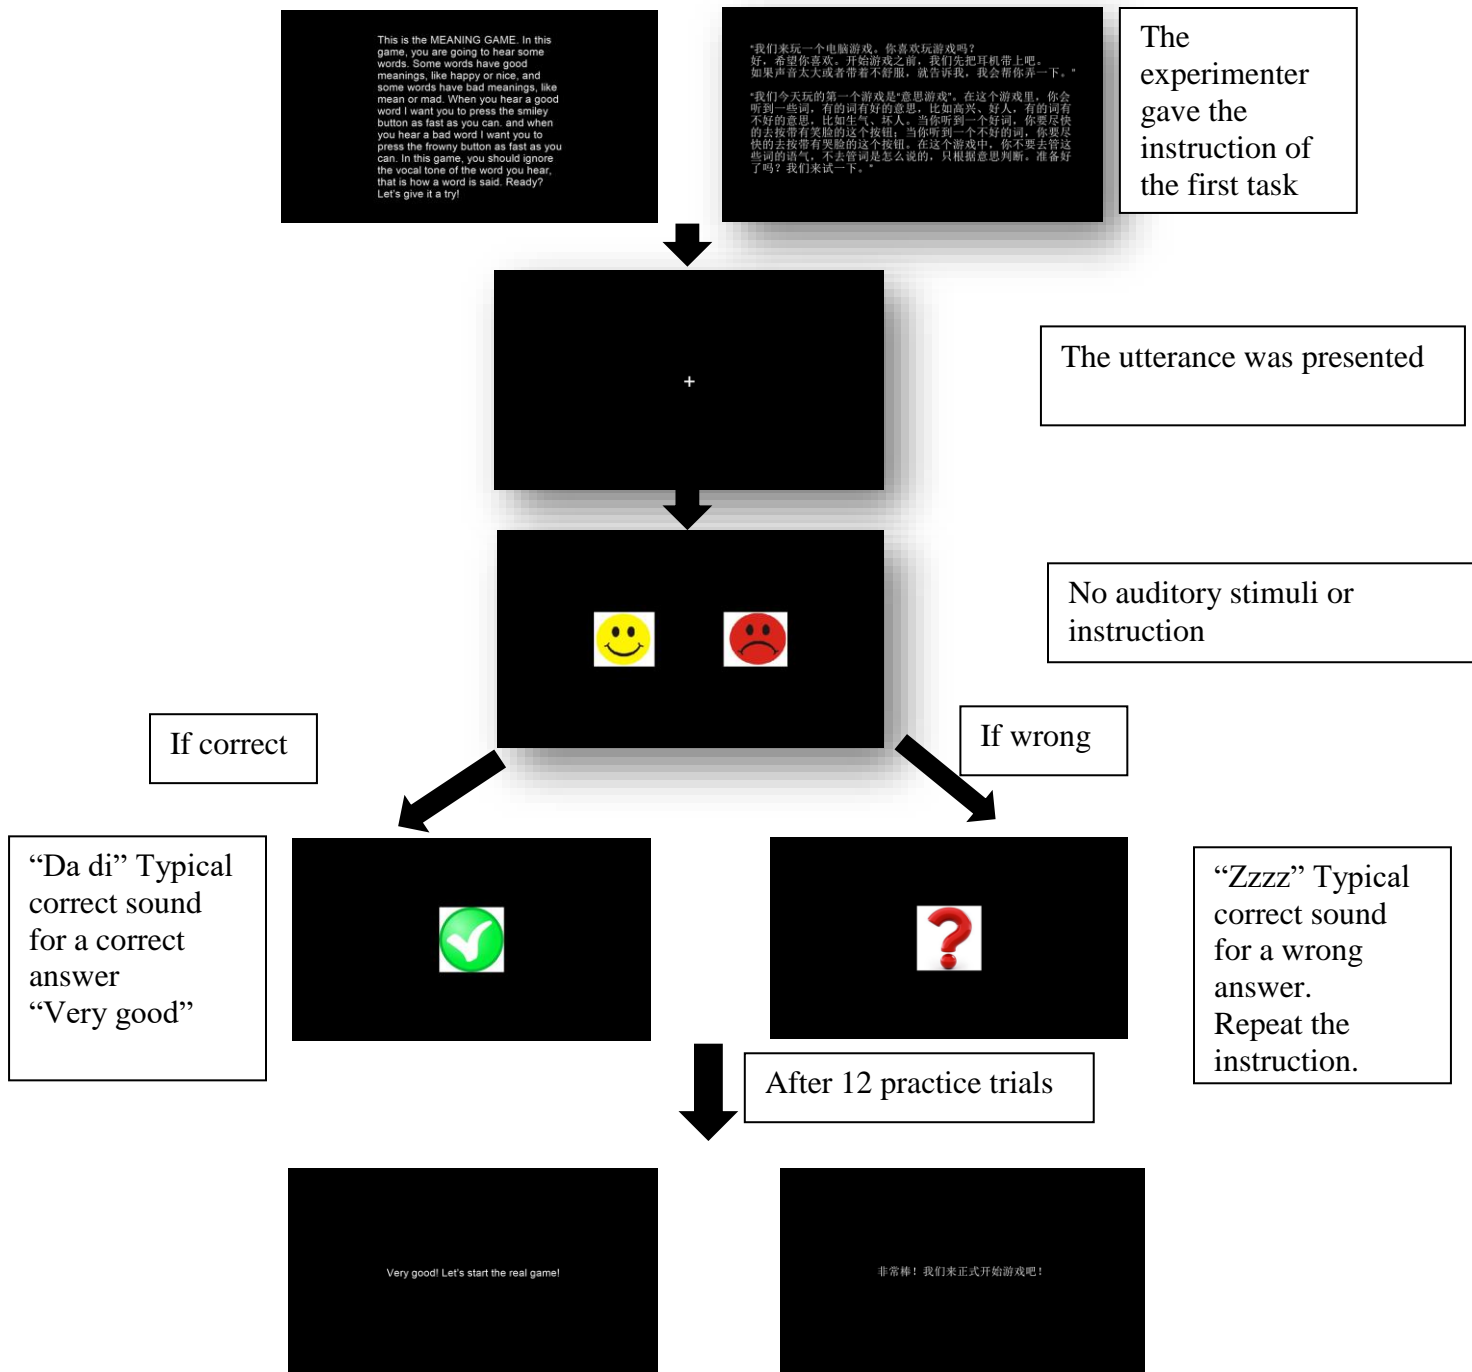 This is the MEANING GAME. In this
game, you are going to hear some
words. Some words have good
meanings, like happy or nice, and
some words have bad meanings, like
mean or mad. When you hear a good
word I want you to press the smiley
button as fast as you can. and when
you hear a bad word I want you to
press the frowny button as fast as you
can. In this game, you should ignore
the vocal tone of the word you hear,
that is how a word is said. Ready?
Let's give it a try!
“我们来玩一个电脑游戏。你喜欢玩游戏吗？
好，希望你喜欢。开始游戏之前，我们先把耳机带上吧。
如果声音太大或者带着不舒服，就告诉我，我会帮你弄一下。”
“我们今天玩的第一个游戏是“意思游戏”。在这个游戏里，你会
听到一些词，有的词有好的意思，比如高兴、好人，有的词有
不好的意思，比如生气、坏人。当你听到一个好词，你要尽快
的去按带有笑脸的这个按钮；当你听到一个不好的词，你要尽
快的去按带有哭脸的这个按钮。在这个游戏中，你不要去管这
些词的语气，不去管词是怎么说的，只根据意思判断。准备好
了吗？我们来试一下。”
The
experimenter
gave the
instruction of
the first task
+
The utterance was presented
No auditory stimuli or
instruction
If correct
If wrong
“Da di” Typical
correct sound
for a correct
answer
“Very good”
“Zzzz” Typical
correct sound
for a wrong
answer.
Repeat the
instruction.
After 12 practice trials
Very good! Let's start the real game!
非常棒！我们来正式开始游戏吧！